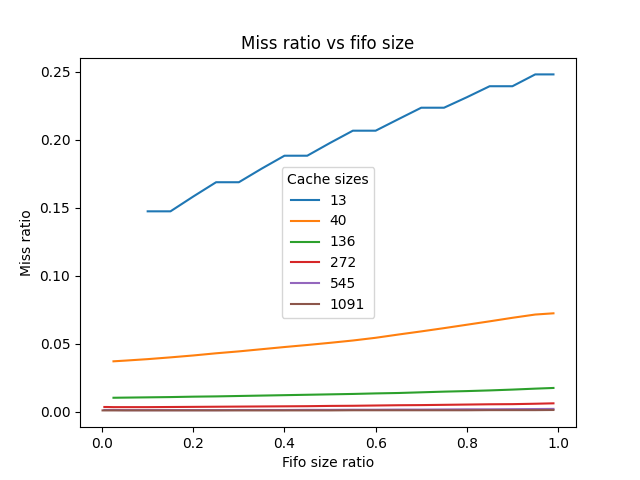 Miss ratio vs fifo size
Miss ratio
0.25
0.20
0.15
0.10
0.05
0.00
Cache sizes
13
40
136
272
545
1091
0.0 0.2 0.4 0.6 0.8 1.0
Fifo size ratio